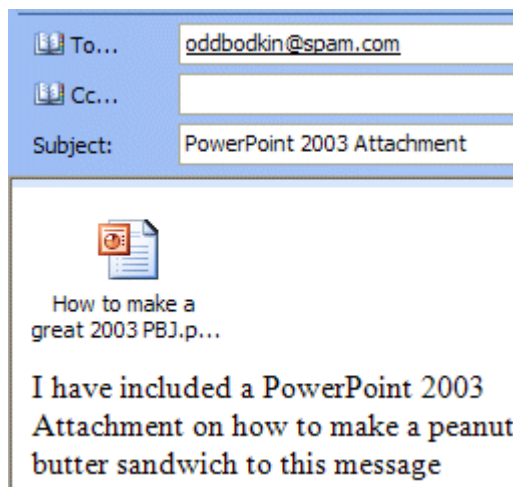 To...
oddbodkin@spam.com
Cc...
Subject:
PowerPoint 2003 Attachment
How to make a
great 2003 PBJ.p...
I have included a PowerPoint 2003
Attachment on how to make a peanut
butter sandwich to this message